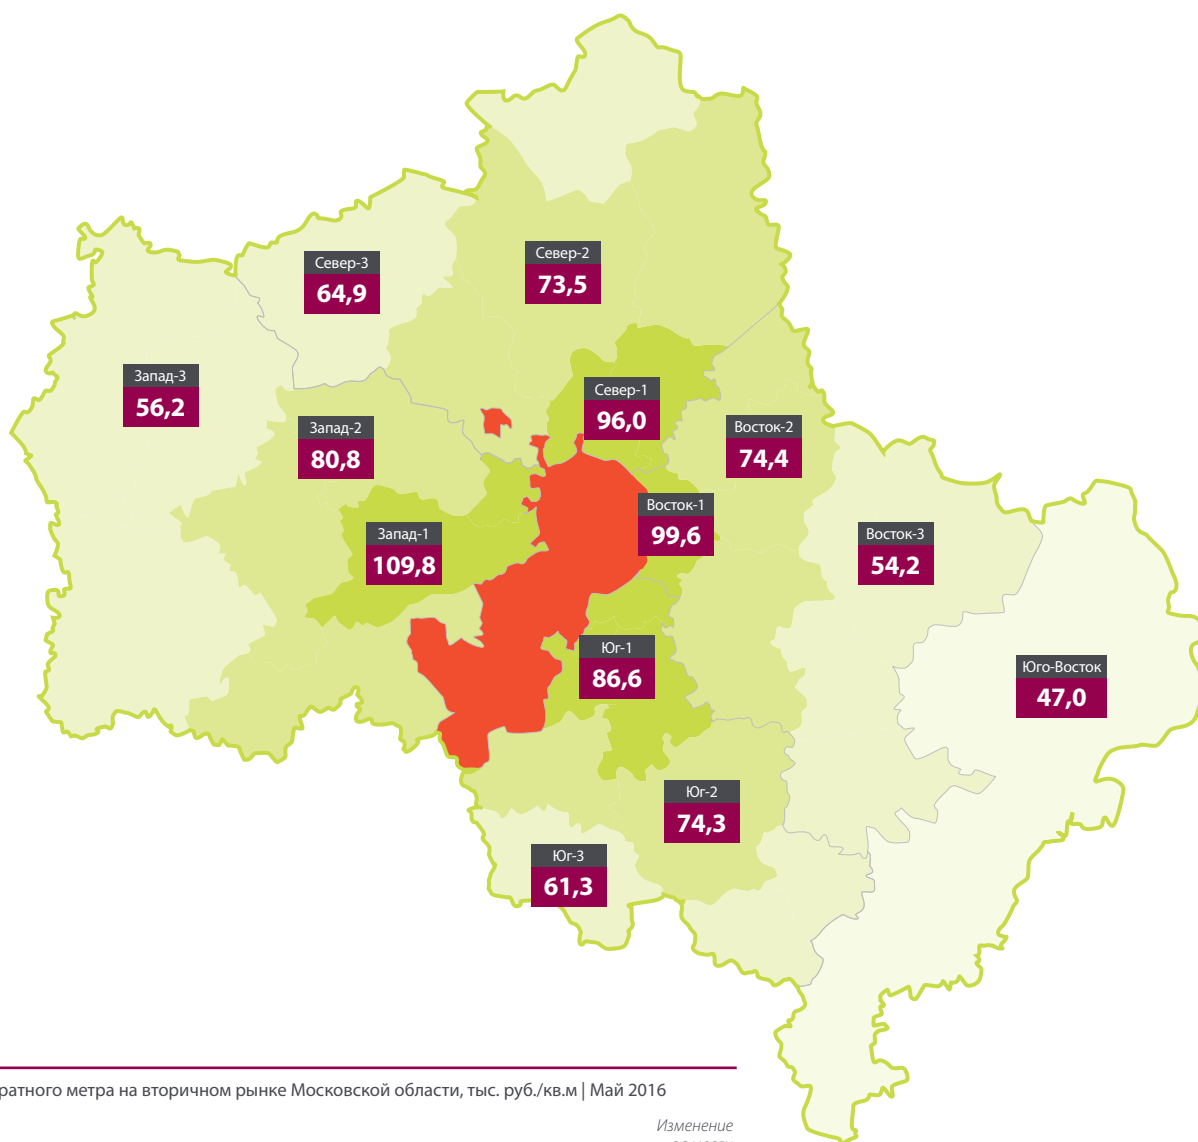 Север-2
73,5
Север-3
64,9
Запад-3
56,2
Север-1
96,0
Запад-2
80,8
Восток-2
74,4
Восток-1
99,6
Запад-1
109,8
Восток-3
54,2
Юг-1
86,6
Юго-Восток
47,0
Юг-2
74,3
Юг-3
61,3
метра на вторичном рынке Московской области, тыс. руб./кв.м | Май 2016
Изменение